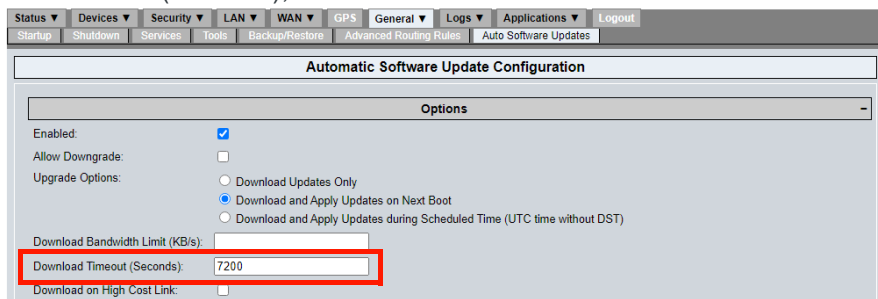 Status ▼ Devices ▼ Security ▼ LAN ▼ WAN ▼ GPS General ▼ Logs ▼ Applications ▼ Logout
Startup Shutdown Services Tools Backup/Restore Advanced Routing Rules Auto Software Updates
Automatic Software Update Configuration
Options −
Enabled:
Allow Downgrade:
Upgrade Options:
Download Updates Only
Download and Apply Updates on Next Boot
Download and Apply Updates during Scheduled Time (UTC time without DST)
Download Bandwidth Limit (KB/s):
Download Timeout (Seconds): 7200
Download on High Cost Link: